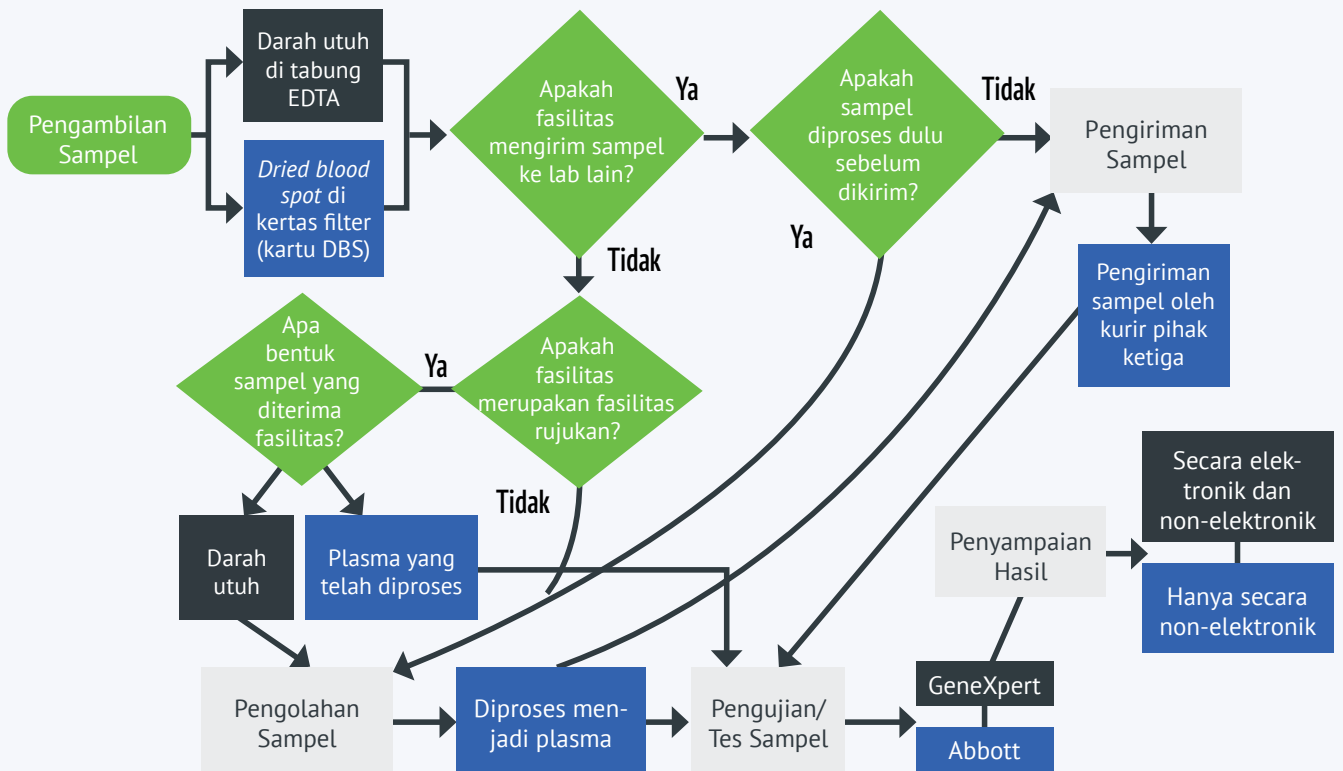 Pengambilan
Sampel
Darah utuh
di tabung
EDTA
Dried blood
spot di
kertas filter
(kartu DBS)
Apakah
fasilitas
mengirim sampel
ke lab lain?
Ya
Tidak
Apakah
sampel
diproses dulu
sebelum
dikirim?
Tidak
Ya
Pengiriman
Sampel
Pengiriman
sampel oleh
kurir pihak
ketiga
Apakah
fasilitas
merupakan fasilitas
rujukan?
Ya
Tidak
Apa
bentuk
sampel yang
diterima
fasilitas?
Darah
utuh
Plasma yang
telah diproses
Pengolahan
Sampel
Diproses men-
jadi plasma
Pengujian/
Tes Sampel
GeneXpert
Abbott
Penyampaian
Hasil
Secara elek-
tronik dan
non-elektronik
Hanya secara
non-elektronik